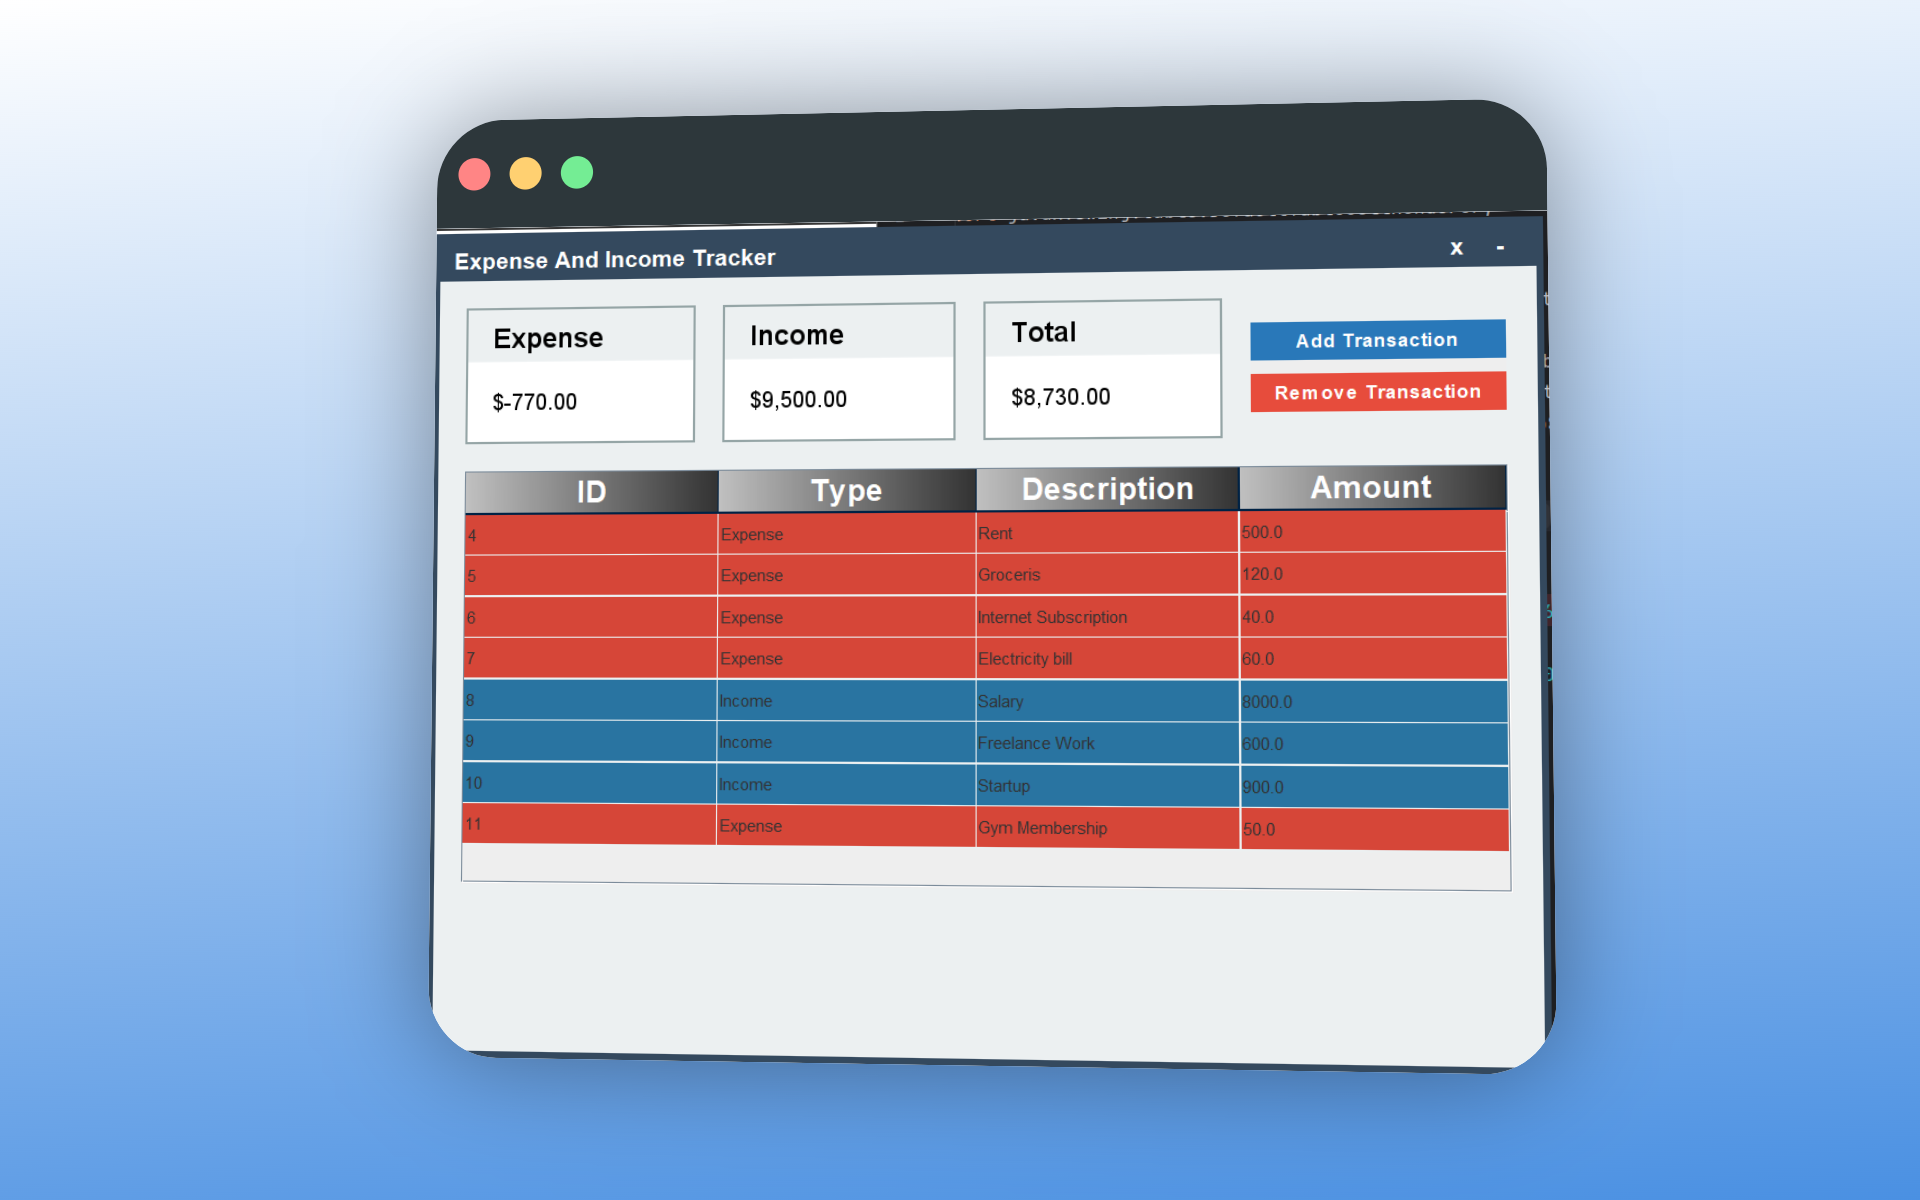 Expense And Income Tracker
x -
Expense
Income
Total
$-770.00
$9,500.00
$8,730.00
Add Transaction
Remove Transaction
ID Type Description Amount
4 Expense Rent 500.0
5 Expense Groceris 120.0
6 Expense Internet Subscription 40.0
7 Expense Electricity bill 60.0
8 Income Salary 8000.0
9 Income Freelance Work 600.0
10 Income Startup 900.0
11 Expense Gym Membership 50.0